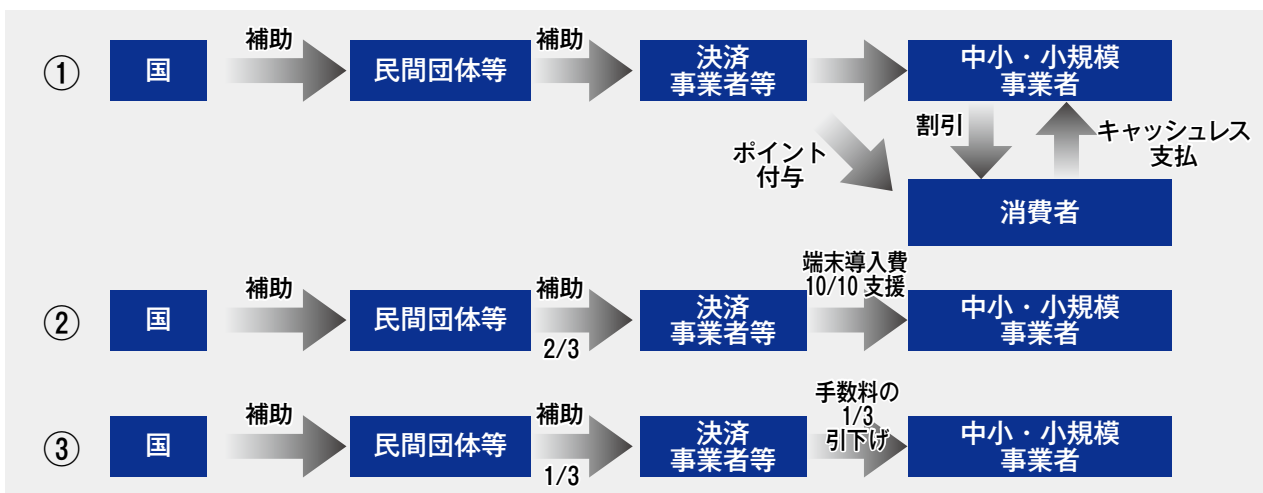 ①
国
補助
民間団体等
補助
決済
事業者等
中小・小規模
事業者
ポイント
付与
割引
キャッシュレス
支払
消費者
②
国
補助
民間団体等
補助
2/3
決済
事業者等
端末導入費
10/10 支援
中小・小規模
事業者
③
国
補助
民間団体等
補助
1/3
決済
事業者等
手数料の
1/3
引下げ
中小・小規模
事業者